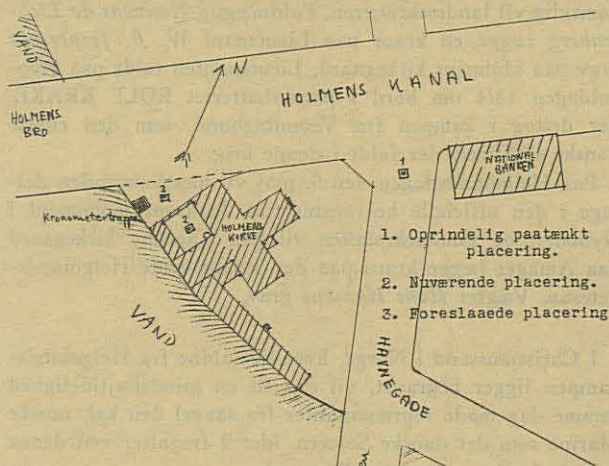 VAND
N
HOLMENS KANAL
HOLMENS
BRO
1
NATIONAL
BANKEN
3
2
Kronometertrappe
HOLMENS
KIRKE
1. Oprindelig paatænkt
placering.
2. Nuværende placering.
3. Foreslaaede placering
VAND
HAVNEGADE